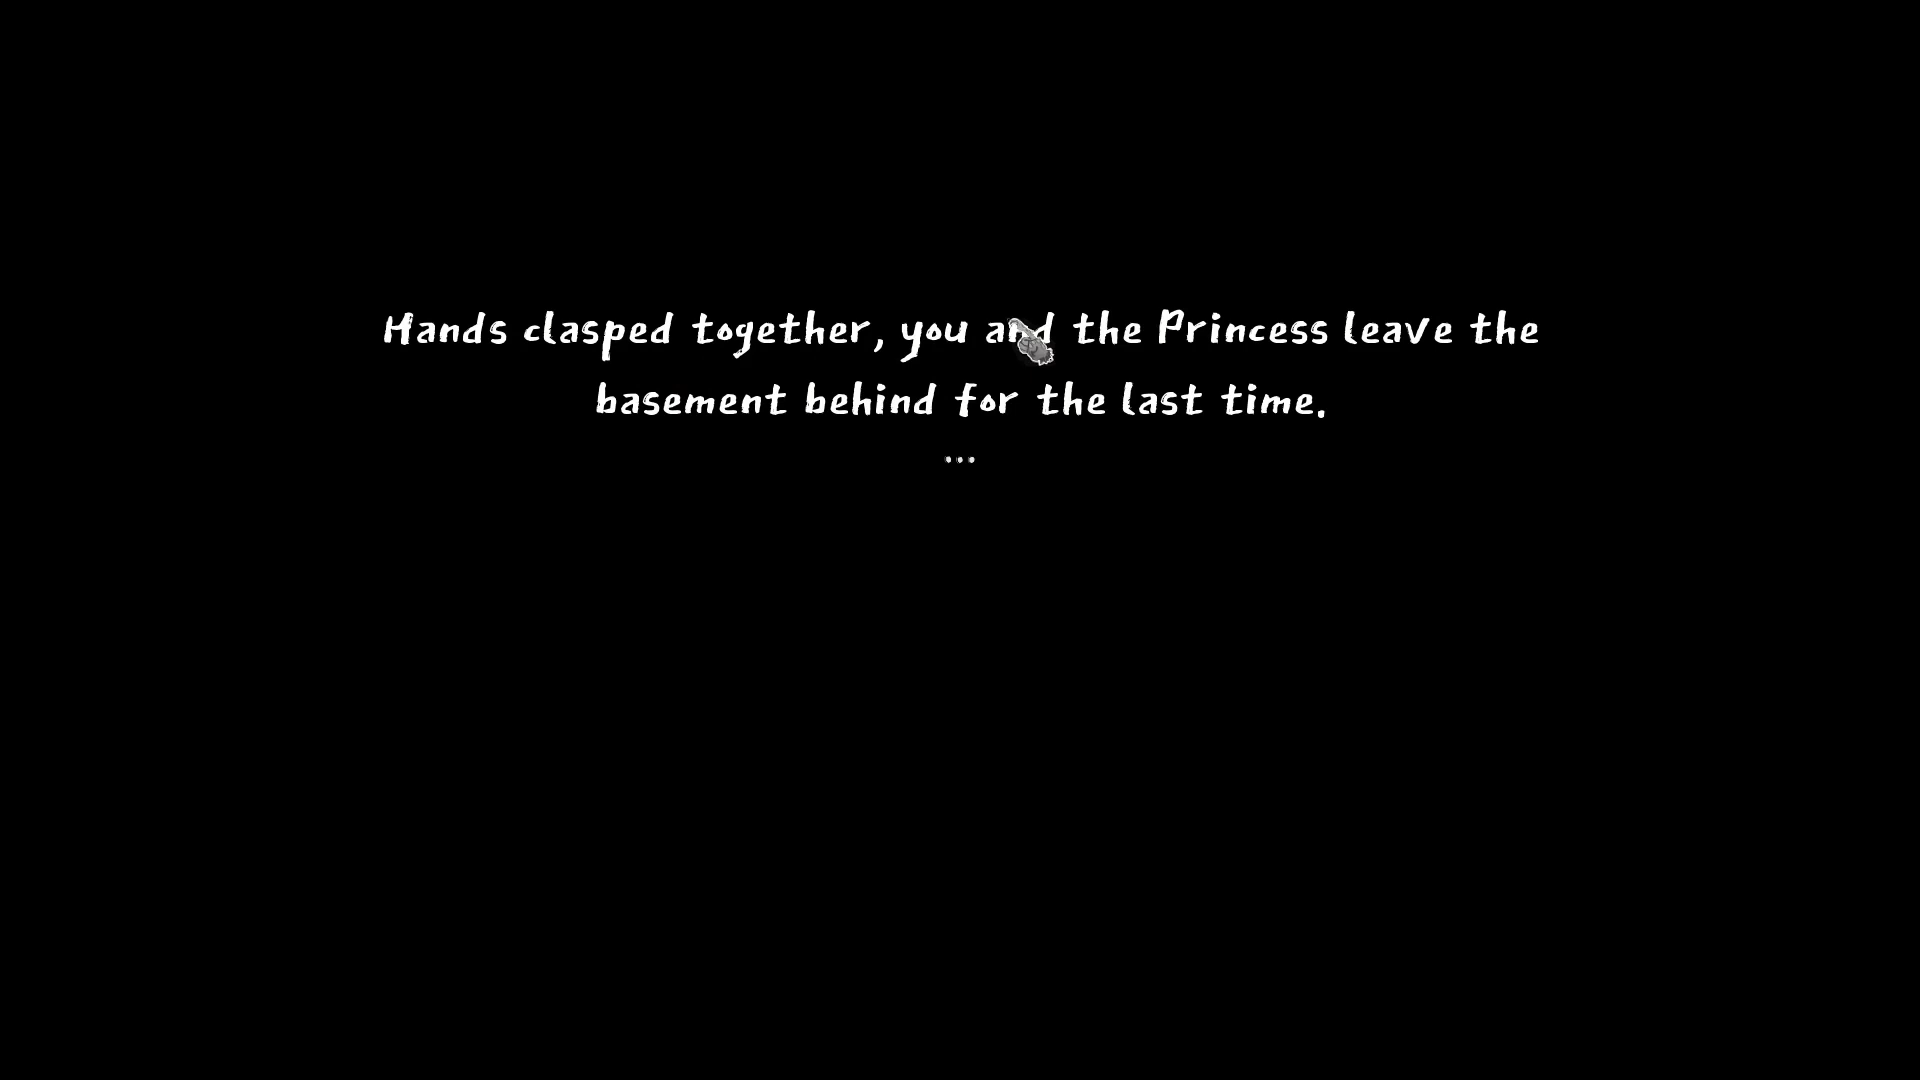 Hands clasped together, you and the Princess leave the
basement behind for the last time.
...